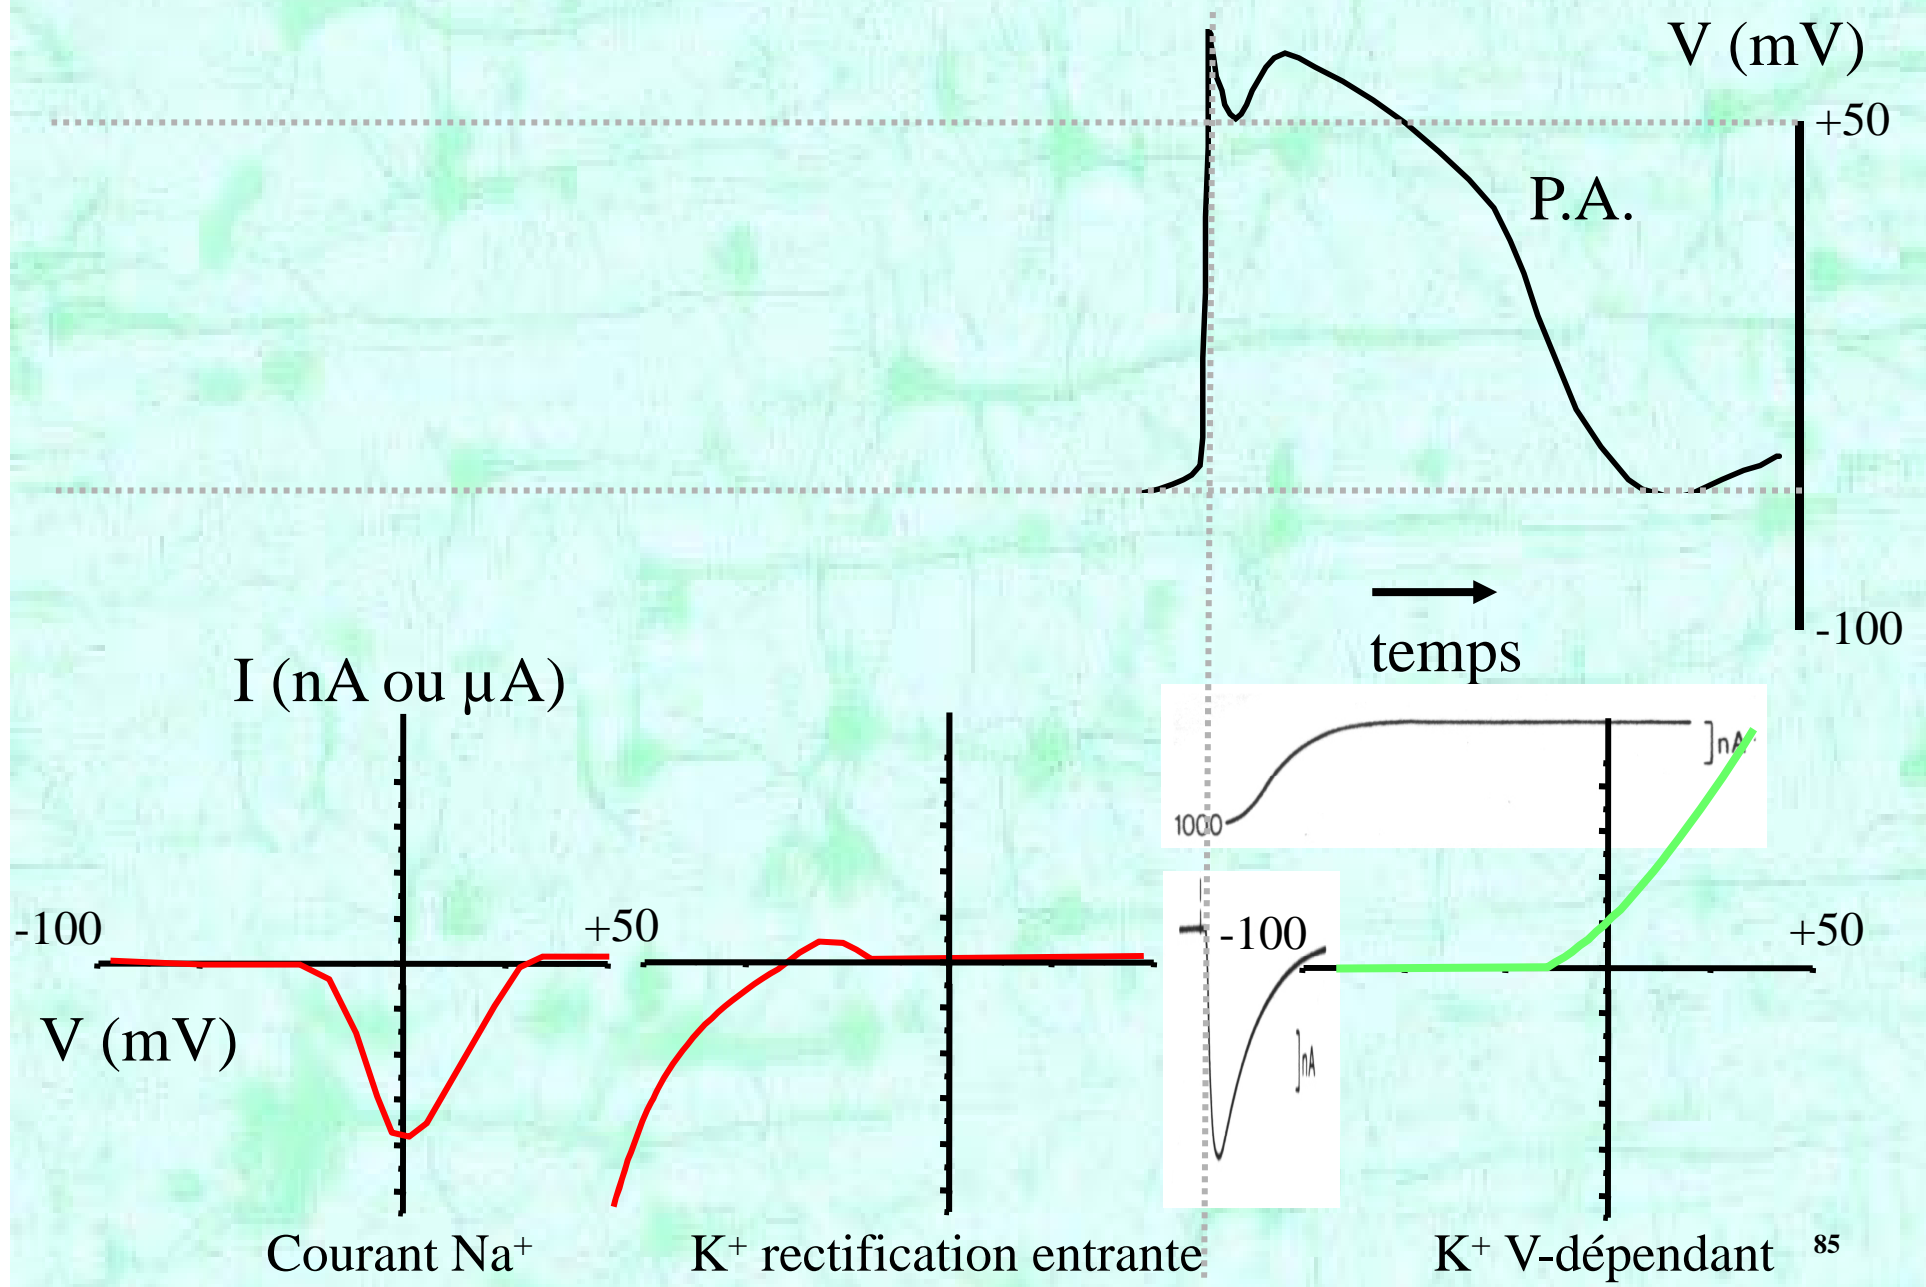 V (mV)
+50
P.A.
-100
temps
I (nA ou µA)
]nA
1000
-100
+50
-100
+50
V (mV)
]nA
Courant Na⁺
K⁺ rectification entrante
K⁺ V-dépendant
85